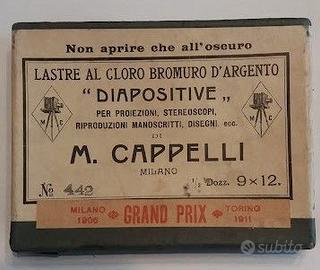 Non aprire che all'oscuro
LASTRE AL CLORO BROMURO D'ARGENTO
" DIAPOSITIVE „
PER PROIEZIONI, STEREOSCOPI,
RIPRODUZIONI MANOSCRITTI, DISEGNI. ecc.
DI
M C
M C
M. CAPPELLI
MILANO
No 442
1/2 Dozz. 9×12.
MILANO 1906 GRAND PRIX TORINO 1911
subito